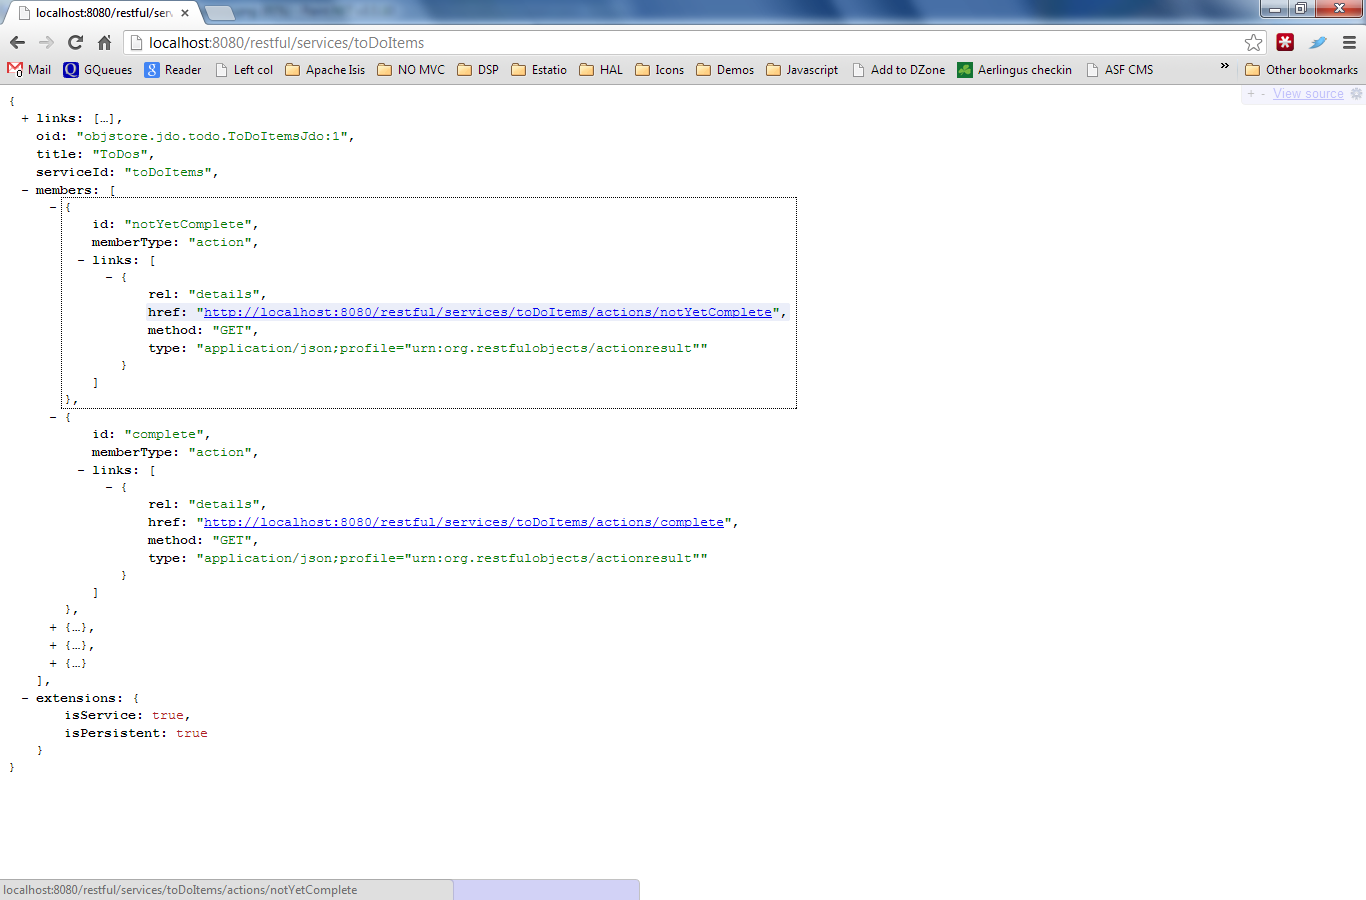 localhost:8080/restful/ser
localhost:8080/restful/services/toDoItems
Mail GQueues Reader Left col Apache Isis NO MVC DSP Estatio HAL Icons Demos Javascript Add to DZone Aerlingus checkin ASF CMS » Other bookmarks
+ - View source
{
+ links: […],
oid: "objstore.jdo.todo.ToDoItemsJdo:1",
title: "ToDos",
serviceId: "toDoItems",
- members: [
- {
id: "notYetComplete",
memberType: "action",
- links: [
- {
rel: "details",
href: "http://localhost:8080/restful/services/toDoItems/actions/notYetComplete",
method: "GET",
type: "application/json;profile="urn:org.restfulobjects/actionresult""
}
]
},
- {
id: "complete",
memberType: "action",
- links: [
- {
rel: "details",
href: "http://localhost:8080/restful/services/toDoItems/actions/complete",
method: "GET",
type: "application/json;profile="urn:org.restfulobjects/actionresult""
}
]
},
+ {…},
+ {…},
+ {…}
],
- extensions: {
isService: true,
isPersistent: true
}
}
localhost:8080/restful/services/toDoItems/actions/notYetComplete